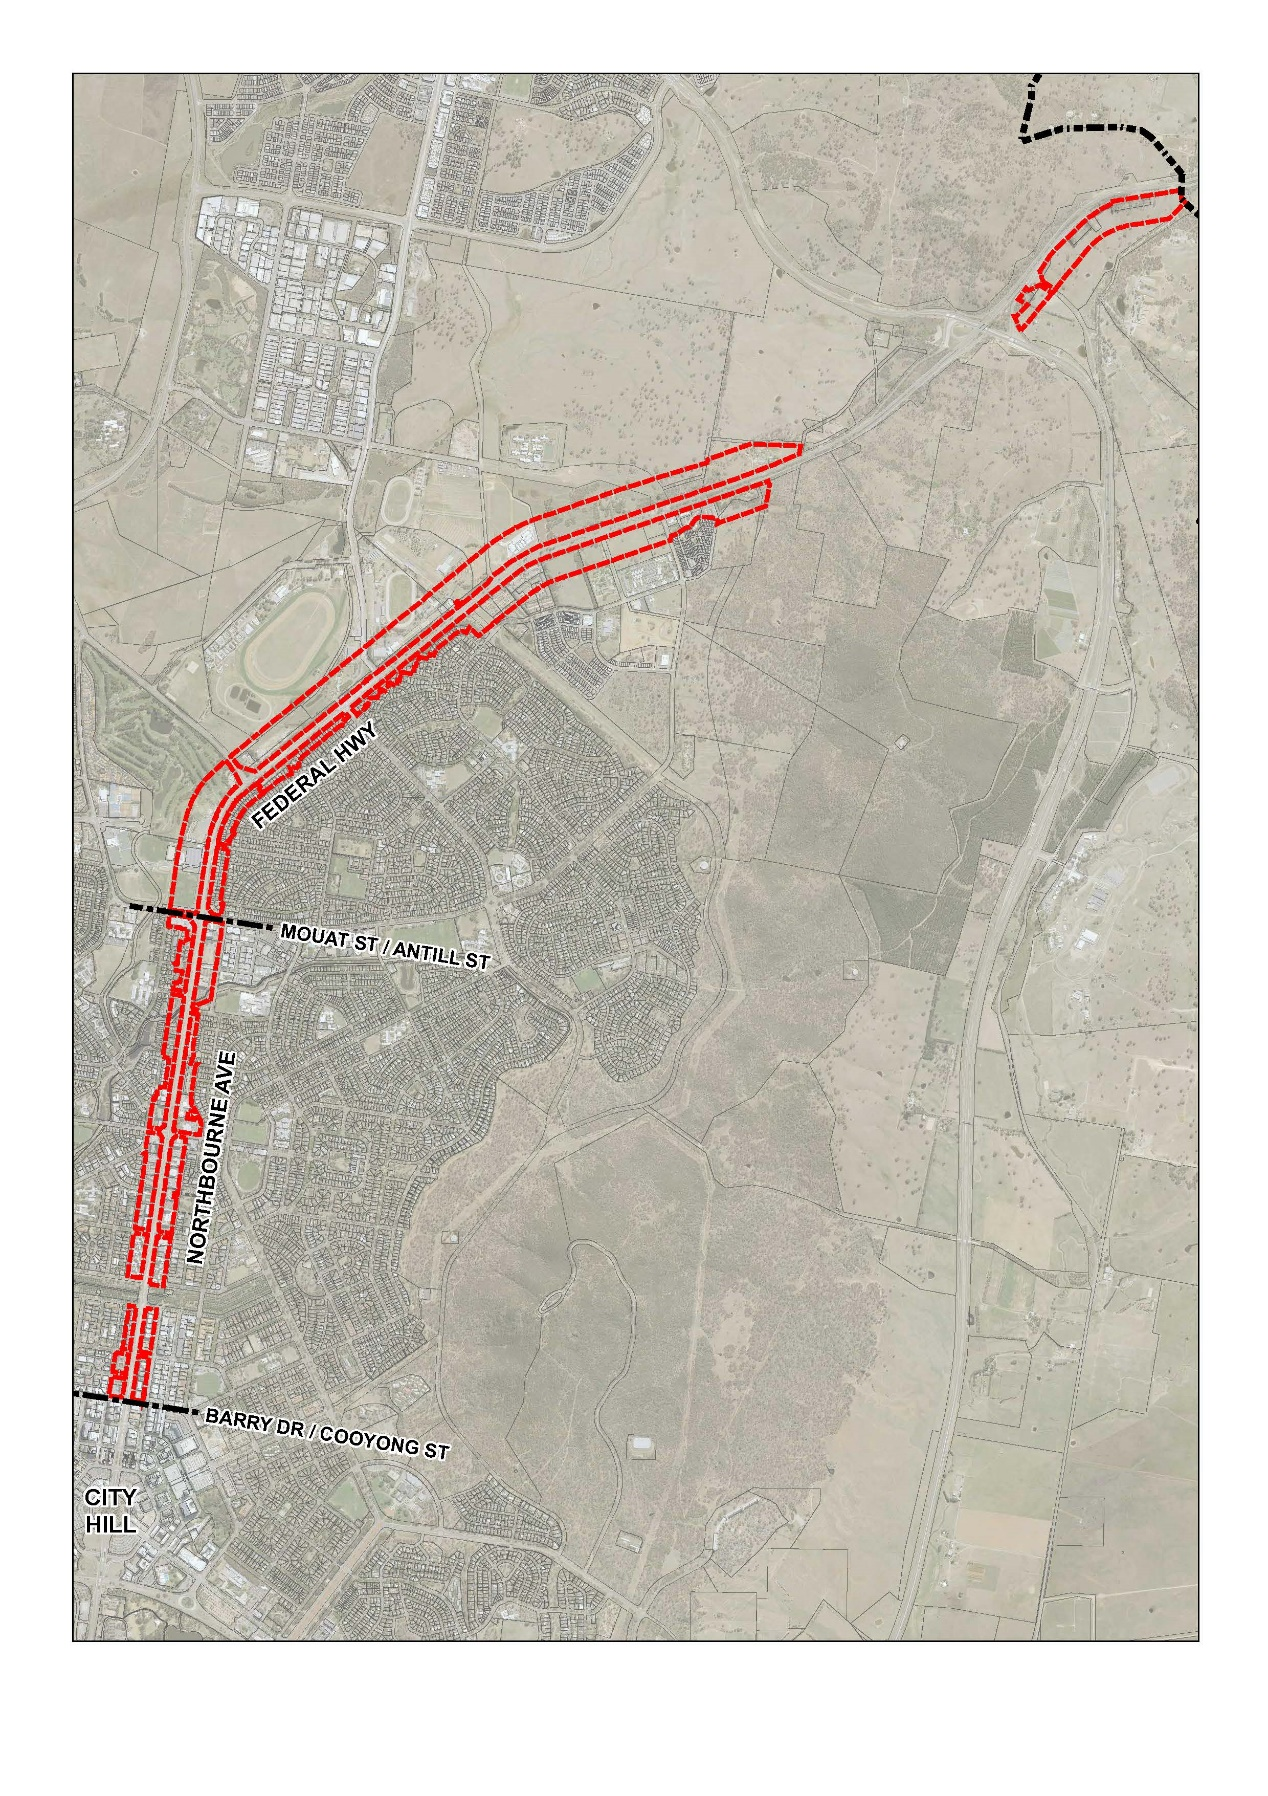 FEDERAL HWY
MOUAT ST / ANTILL ST
NORTHBOURNE AVE
BARRY DR / COOYONG ST
CITY
HILL